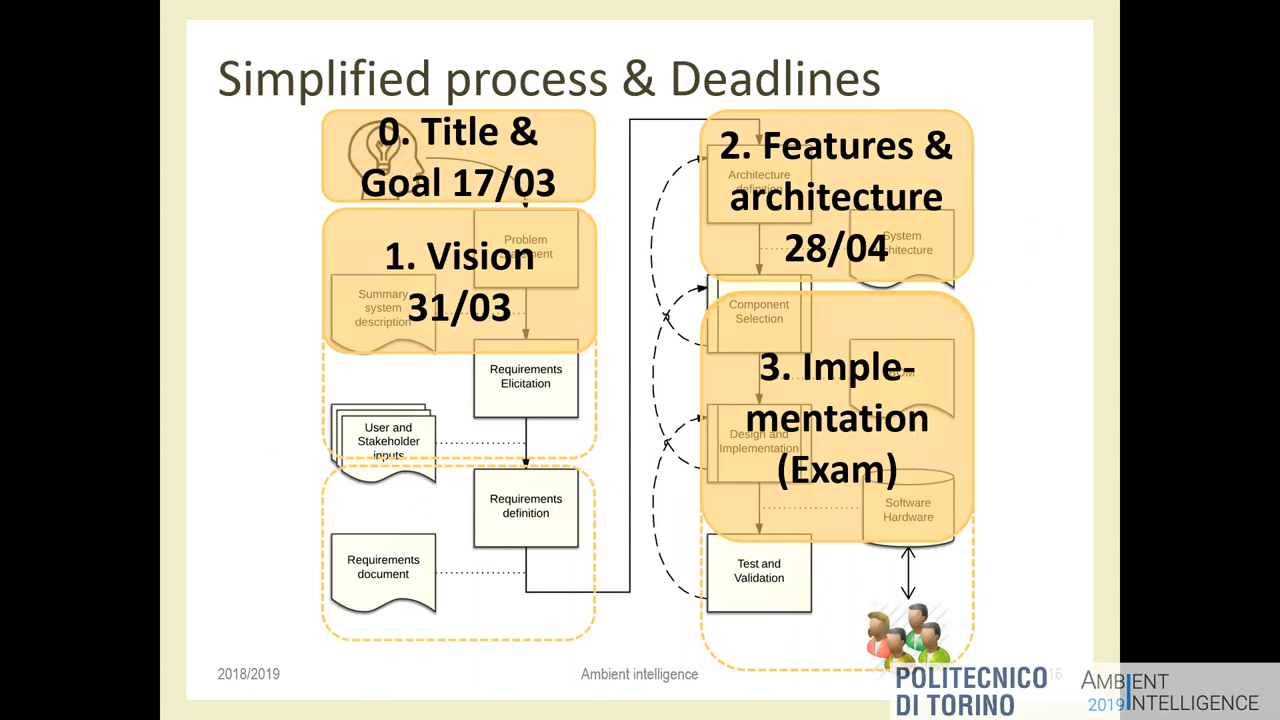 Simplified process & Deadlines
0. Title &
Goal 17/03
Problem
1. Vision
31/03
Summary
system
description
Requirements
Elicitation
User and
Stakeholder
inputs
Requirements
definition
Requirements
document
2. Features &
architecture
28/04
Architecture
System
Component
Selection
3. Imple-
mentation
(Exam)
Design and
Implementation
Software
Hardware
Test and
Validation
2018/2019
Ambient intelligence
16
POLITECNICO
DI TORINO
AMBIENT
2019 INTELLIGENCE